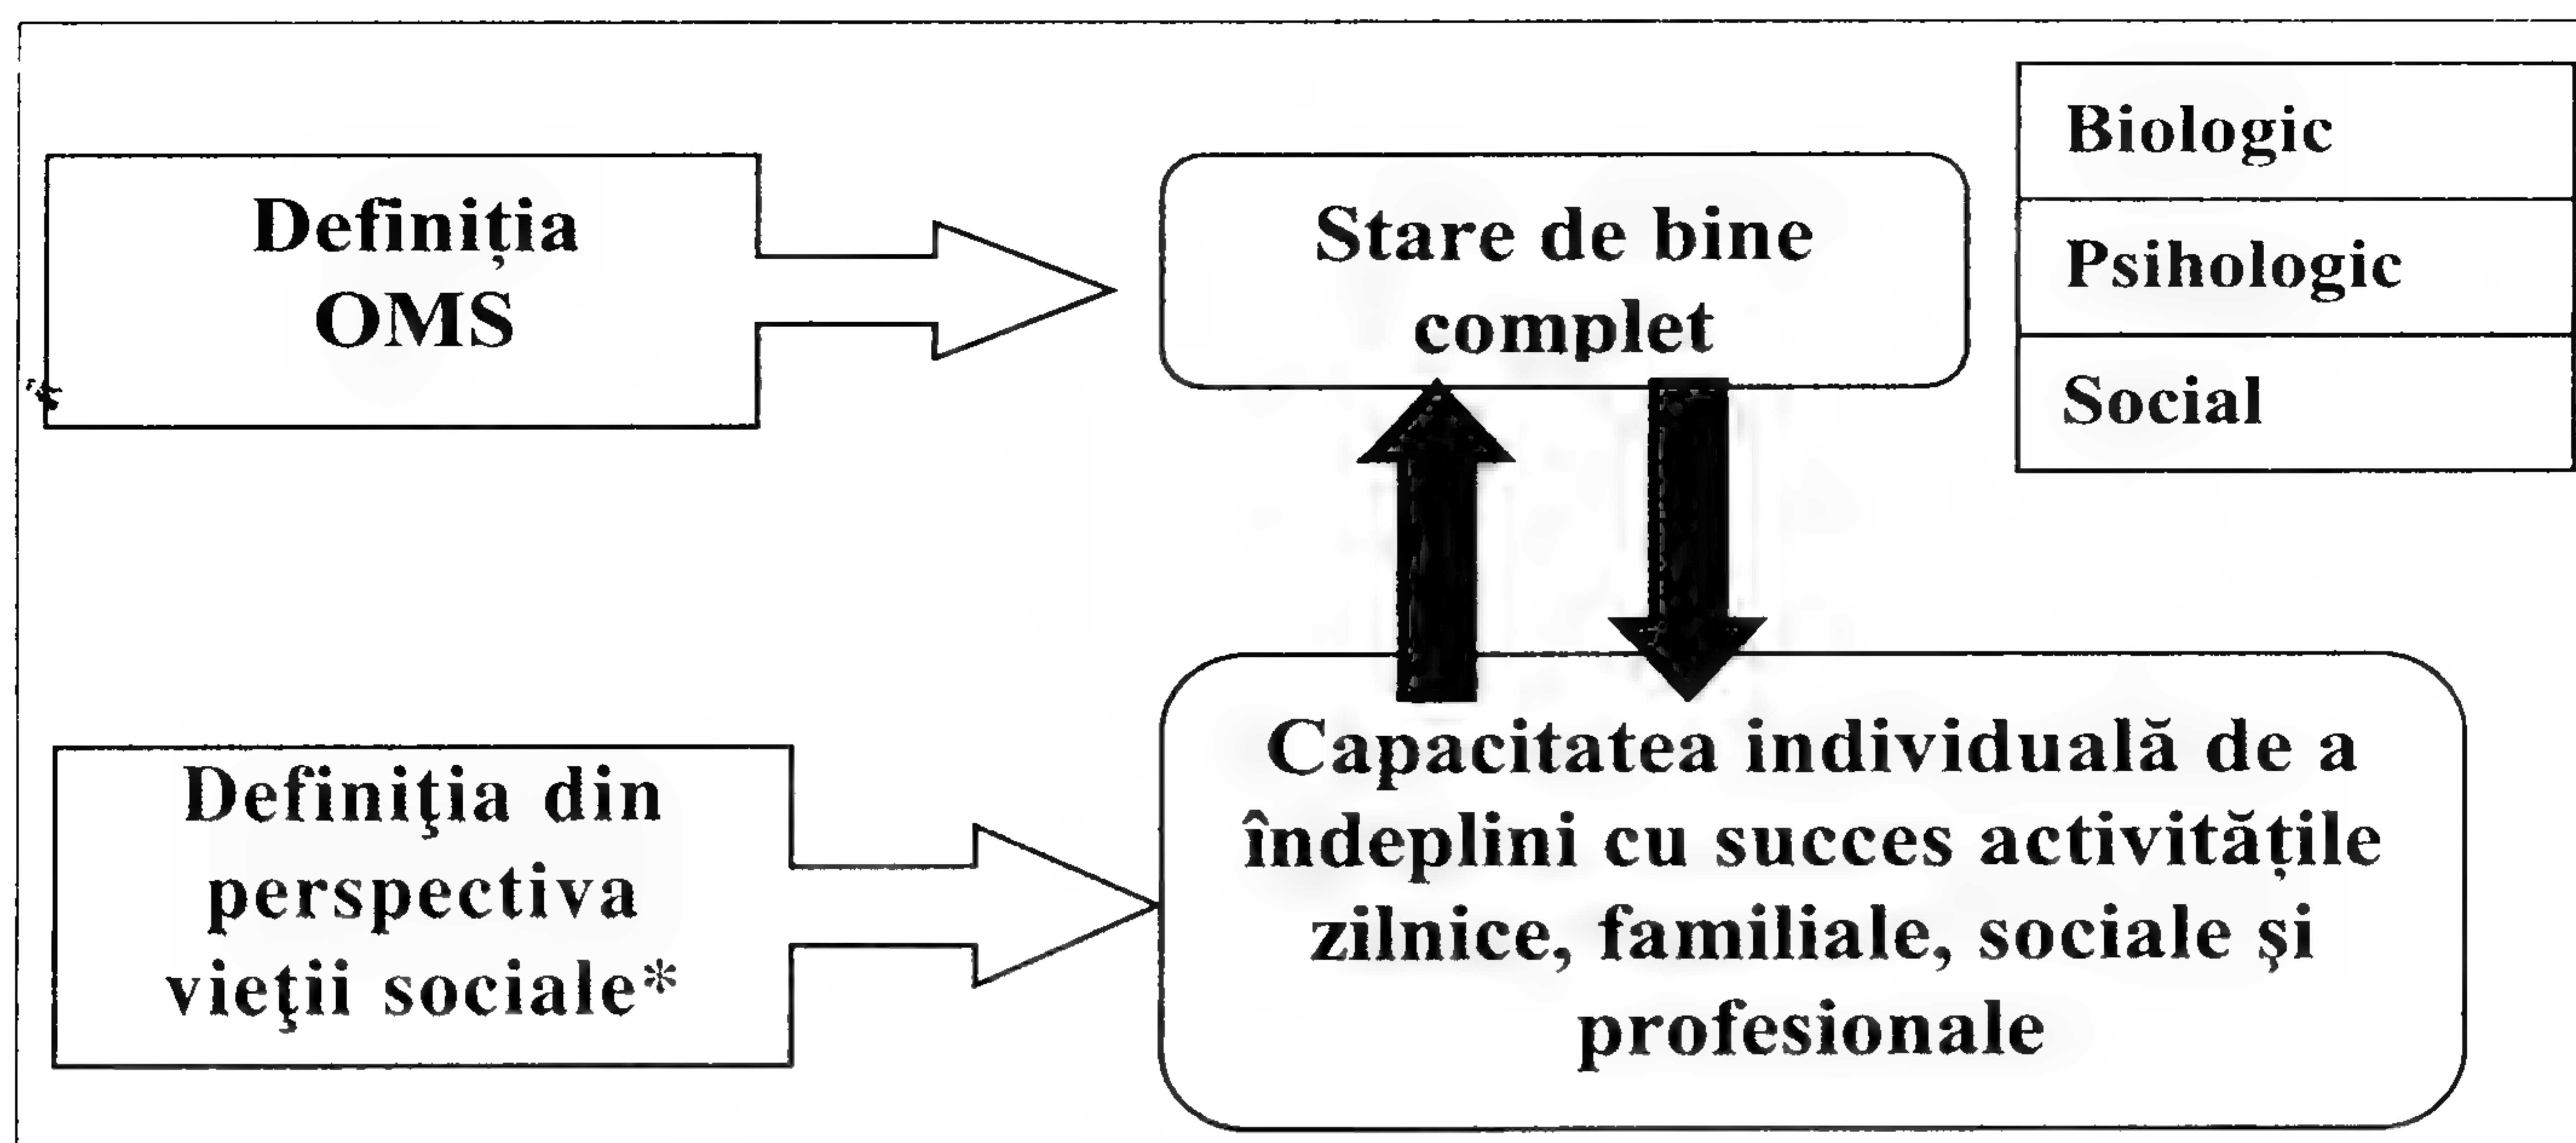 Definiția
OMS
Stare de bine
complet
Biologic
Psihologic
Social
Definiţia din
perspectiva
vieţii sociale*
Capacitatea individuală de a
îndeplini cu succes activitățile
zilnice, familiale, sociale şi
profesionale